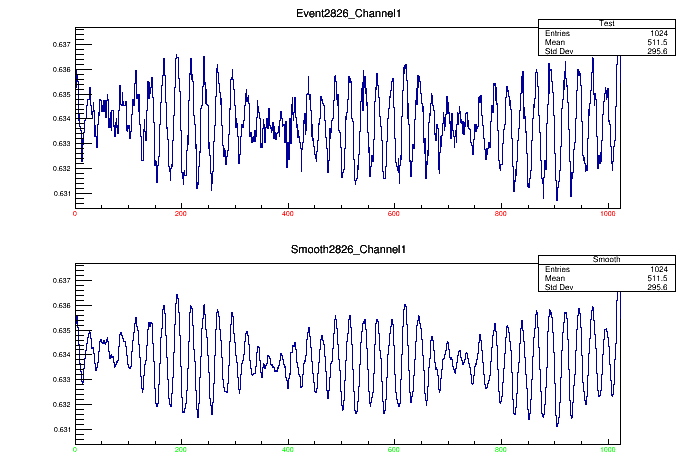 Event2826_Channel1
Test
Entries 1024
Mean 511.5
Std Dev 295.6
0.637
0.636
0.635
0.634
0.633
0.632
0.631
0 200 400 600 800 1000
Smooth2826_Channel1
Smooth
Entries 1024
Mean 511.5
Std Dev 295.6
0.637
0.636
0.635
0.634
0.633
0.632
0.631
0 200 400 600 800 1000